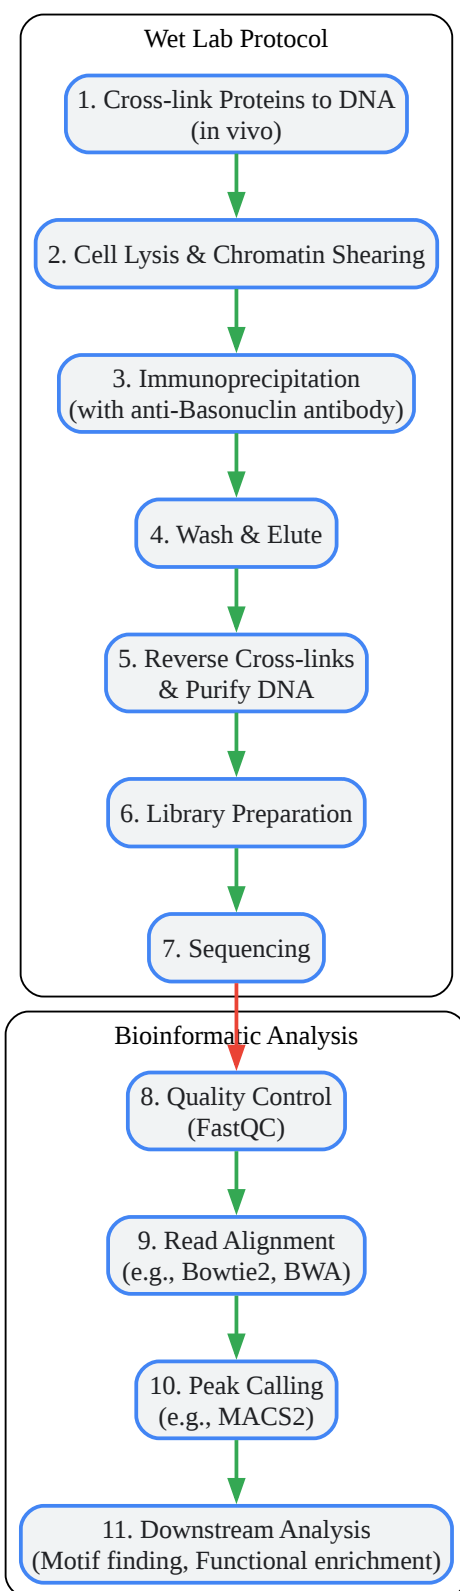 Wet Lab Protocol
1. Cross-link Proteins to DNA
(in vivo)
2. Cell Lysis & Chromatin Shearing
3. Immunoprecipitation
(with anti-Basonuclin antibody)
4. Wash & Elute
5. Reverse Cross-links
& Purify DNA
6. Library Preparation
7. Sequencing
Bioinformatic Analysis
8. Quality Control
(FastQC)
9. Read Alignment
(e.g., Bowtie2, BWA)
10. Peak Calling
(e.g., MACS2)
11. Downstream Analysis
(Motif finding, Functional enrichment)